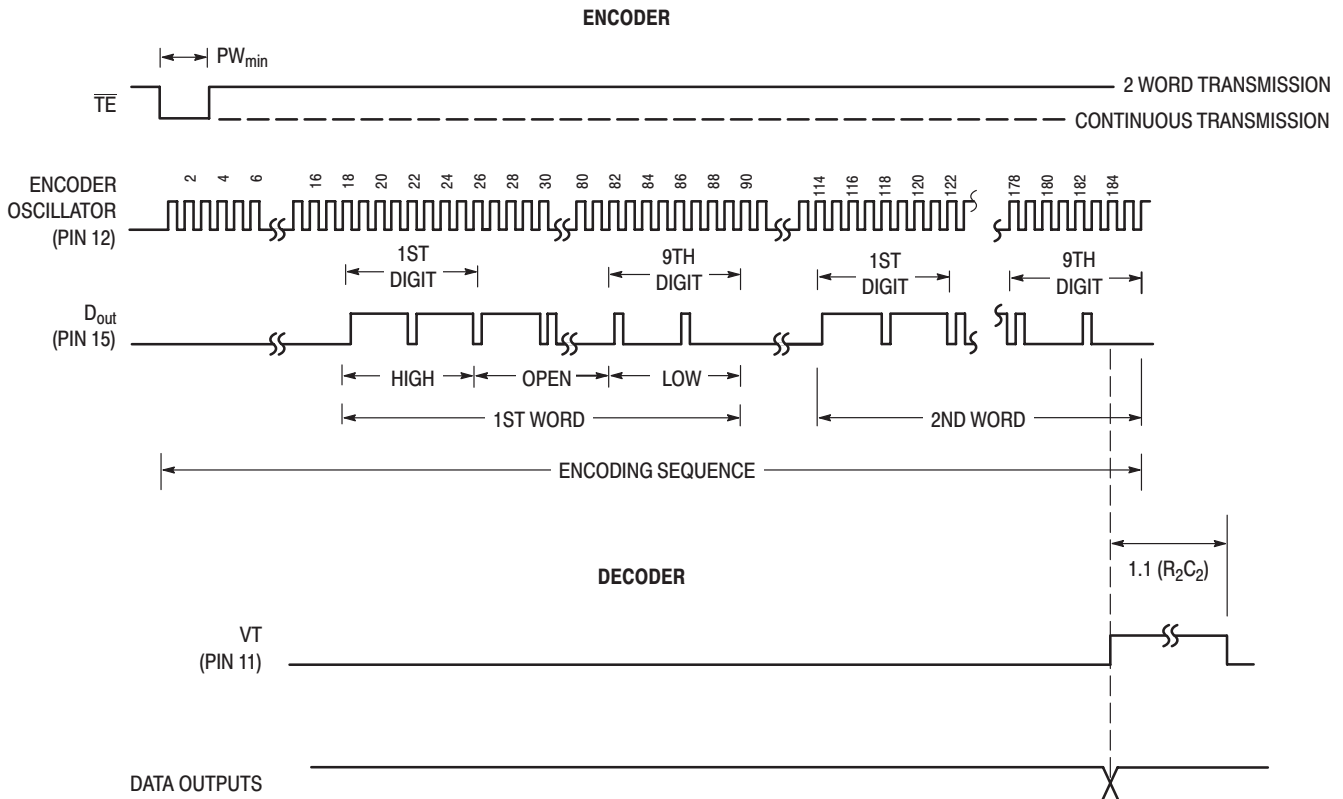 ENCODER
PWmin
TE
2 WORD TRANSMISSION
CONTINUOUS TRANSMISSION
ENCODER
OSCILLATOR
(PIN 12)
2 4 6 16 18 20 22 24 26 28 30 80 82 84 86 88 90 114 116 118 120 122 178 180 182 184
1ST
DIGIT
9TH
DIGIT
1ST
DIGIT
9TH
DIGIT
Dout
(PIN 15)
HIGH OPEN LOW
1ST WORD 2ND WORD
ENCODING SEQUENCE
1.1 (R2C2)
DECODER
VT
(PIN 11)
DATA OUTPUTS